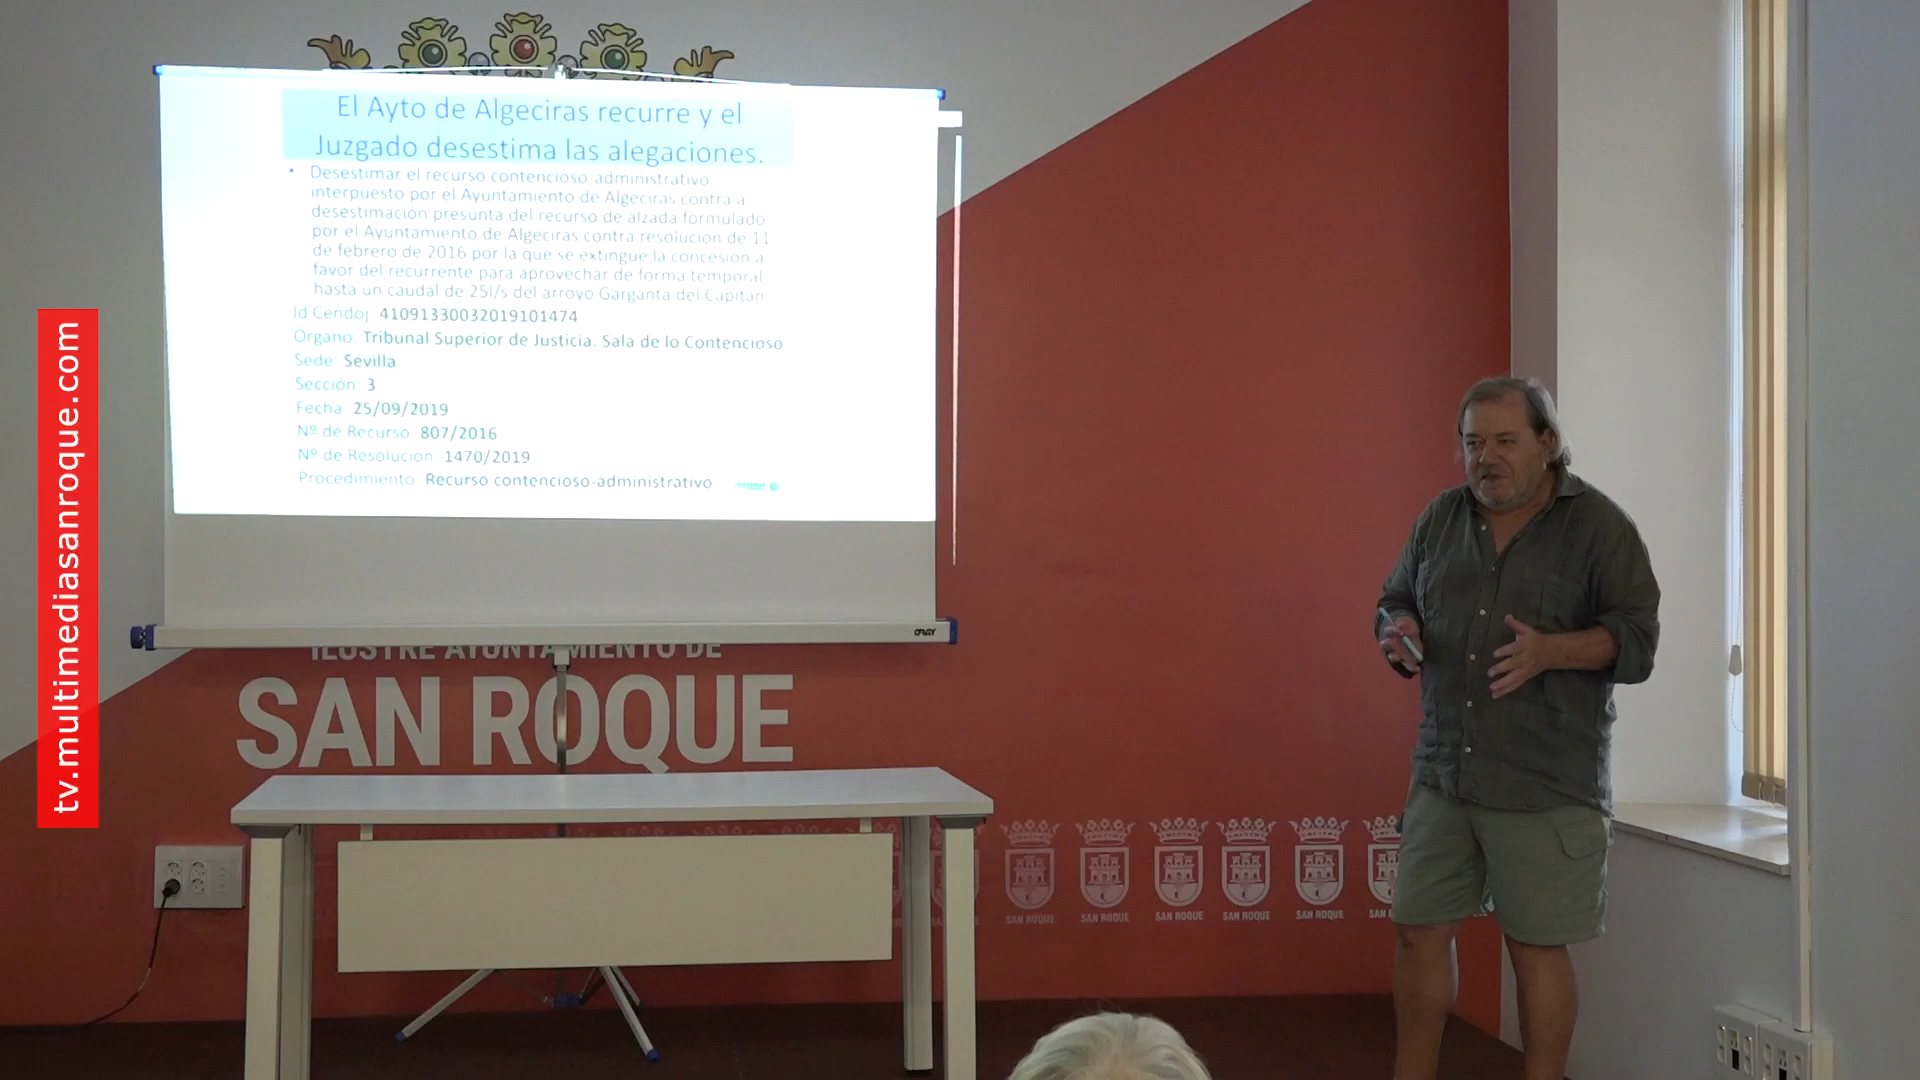 El Ayto de Algeciras recurre y el
Juzgado desestima las alegaciones.
• Desestimar el recurso contencioso-administrativo
interpuesto por el Ayuntamiento de Algeciras contra a
desestimación presunta del recurso de alzada formulado
por el Ayuntamiento de Algeciras contra resolucion de 11
de febrero de 2016 por la que se extingue la concesion a
favor del recurrente para aprovechar de forma temporal
hasta un caudal de 25l/s del arroyo Garganta del Capitan
Id Cendoj 41091330032019101474
Organo: Tribunal Superior de Justicia. Sala de lo Contencioso
Sede Sevilla
Sección: 3
Fecha 25/09/2019
Nº de Recurso 807/2016
Nº de Resolucion 1470/2019
Procedimiento Recurso contencioso-administrativo
ILUSTRE AYUNTAMIENTO DE
SAN ROQUE
tv.multimediasanroque.com
SAN ROQUE
SAN ROQUE
SAN ROQUE
SAN ROQUE
SAN ROQUE
SAN